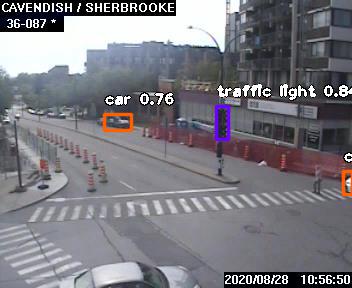 CAVENDISH / SHERBROOKE
36-087 *
car 0.76
traffic light 0.84
c
2020/08/28 10:56:50